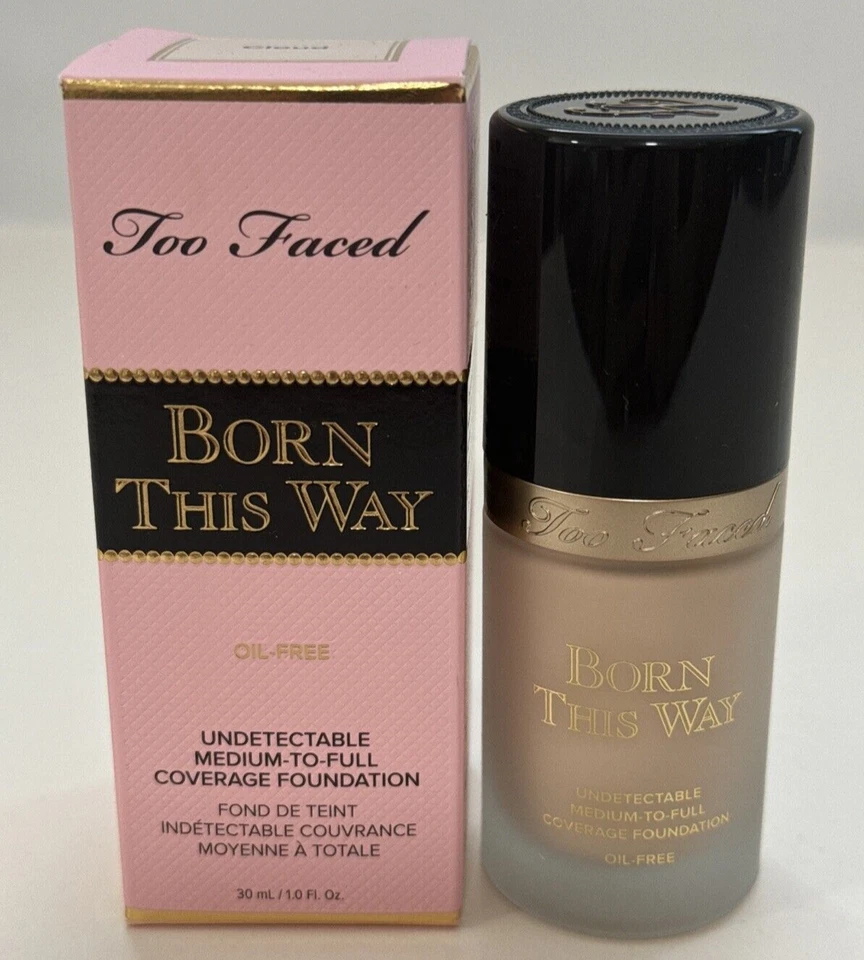 Cloud
Too Faced
BORN
THIS WAY
OIL-FREE
UNDETECTABLE
MEDIUM-TO-FULL
COVERAGE FOUNDATION
FOND DE TEINT
INDÉTECTABLE COUVRANCE
MOYENNE À TOTALE
30 mL / 1.0 Fl. Oz.
Too Faced
BORN
THIS WAY
UNDETECTABLE
MEDIUM-TO-FULL
COVERAGE FOUNDATION
OIL-FREE